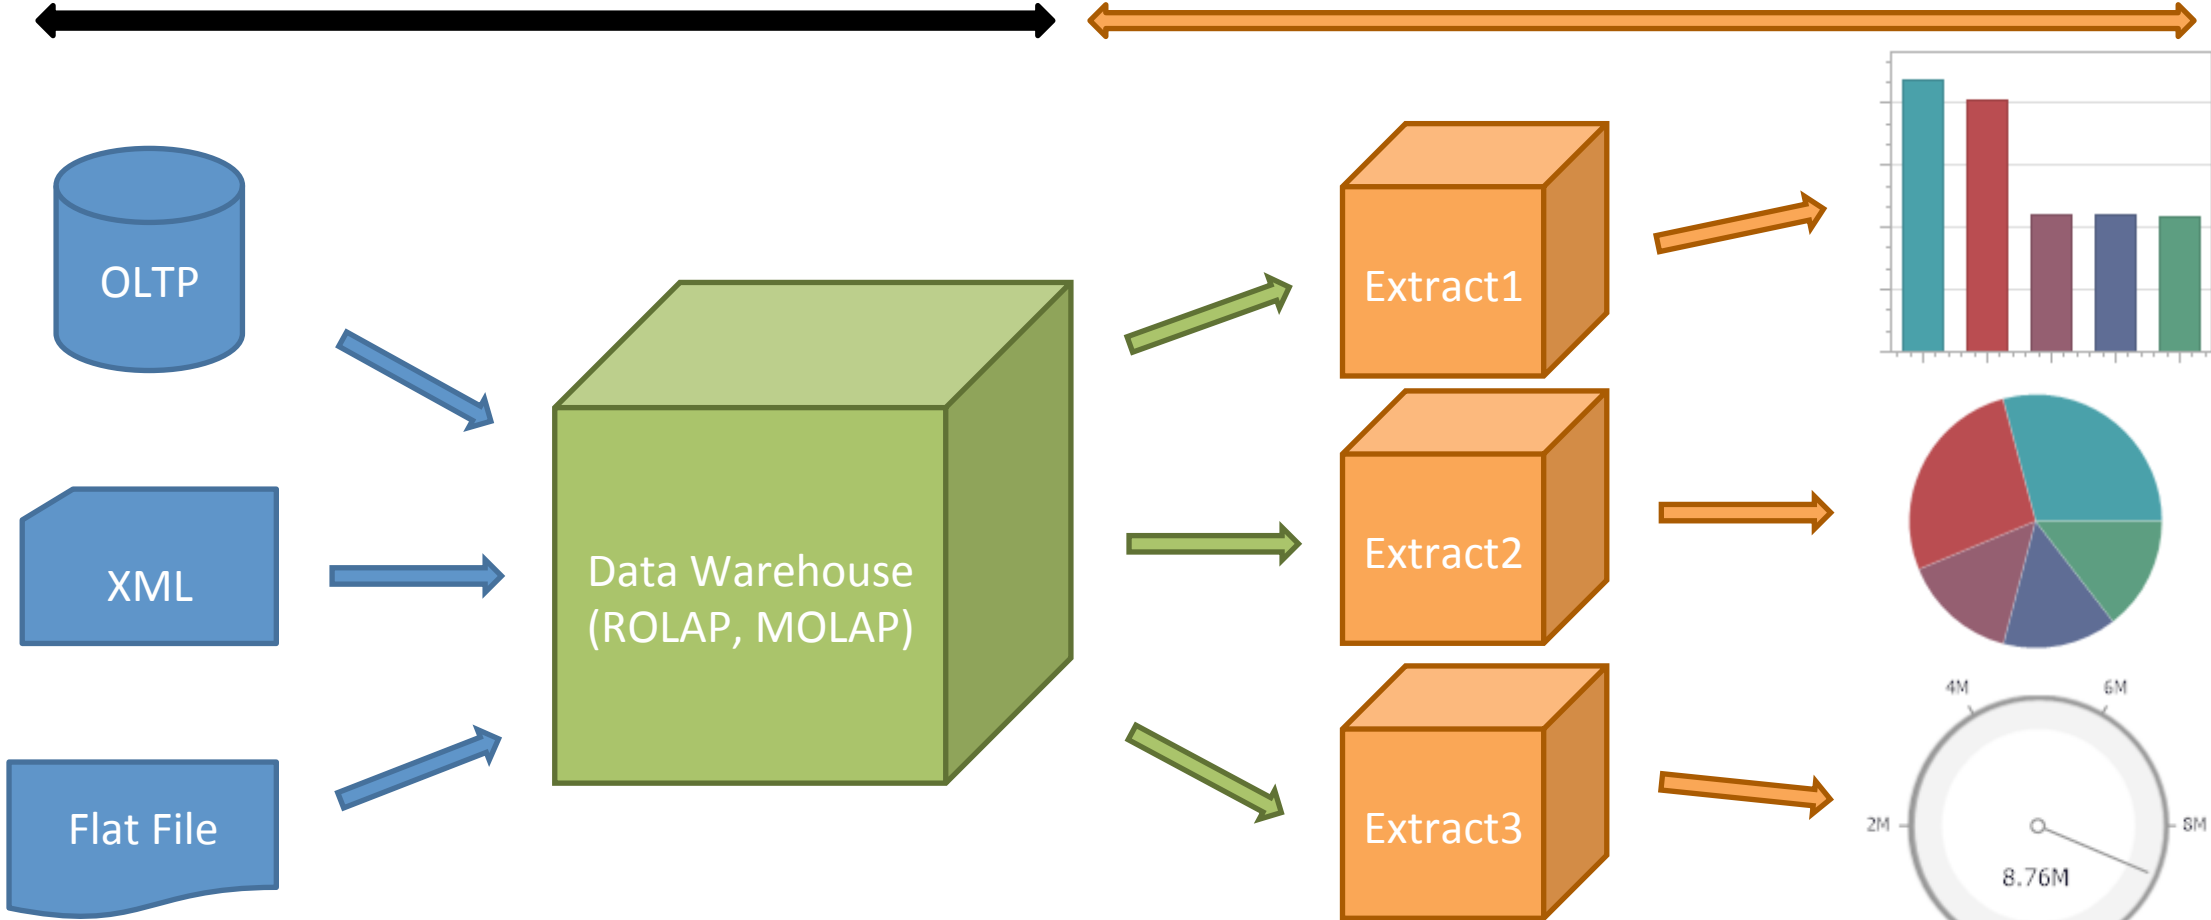 OLTP
XML
Flat File
Data Warehouse
(ROLAP, MOLAP)
Extract1
Extract2
Extract3
4M
6M
2M
8M
8.76M